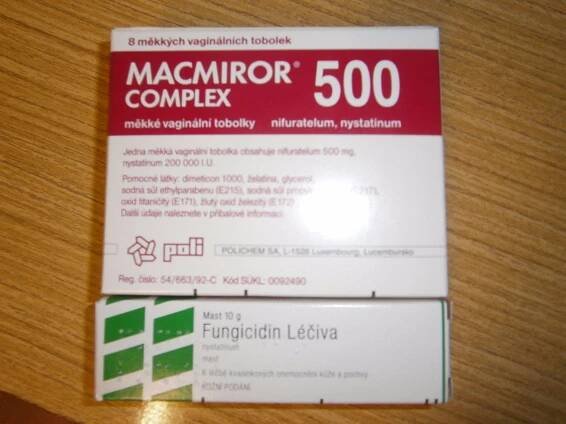 8 měkkých vaginálních tobolek
MACMIROR®
COMPLEX 500
měkké vaginální tobolky nifuratelum, nystatinum
Jedna měkká vaginální tobolka obsahuje nifuratelum 500 mg,
nystatinum 200 000 I.U.
Pomocné látky: dimeticon 1000, želatina, glycerol,
sodná sůl ethylparabenu (E215), sodná sůl
oxid titaničitý (E171), žlutý oxid železitý (E172)
Další údaje naleznete v příbalové informaci
poli
POLICHEM SA, L-1526 Luxembourg, Lucembursko
Reg. číslo: 54/663/92-C Kód SÚKL: 0092490
Mast 10 g
Fungicidin Léčiva
nystatinum
mast
K léčbě kvasinkových onemocnění kůže a
KOŽNÍ PODÁNÍ